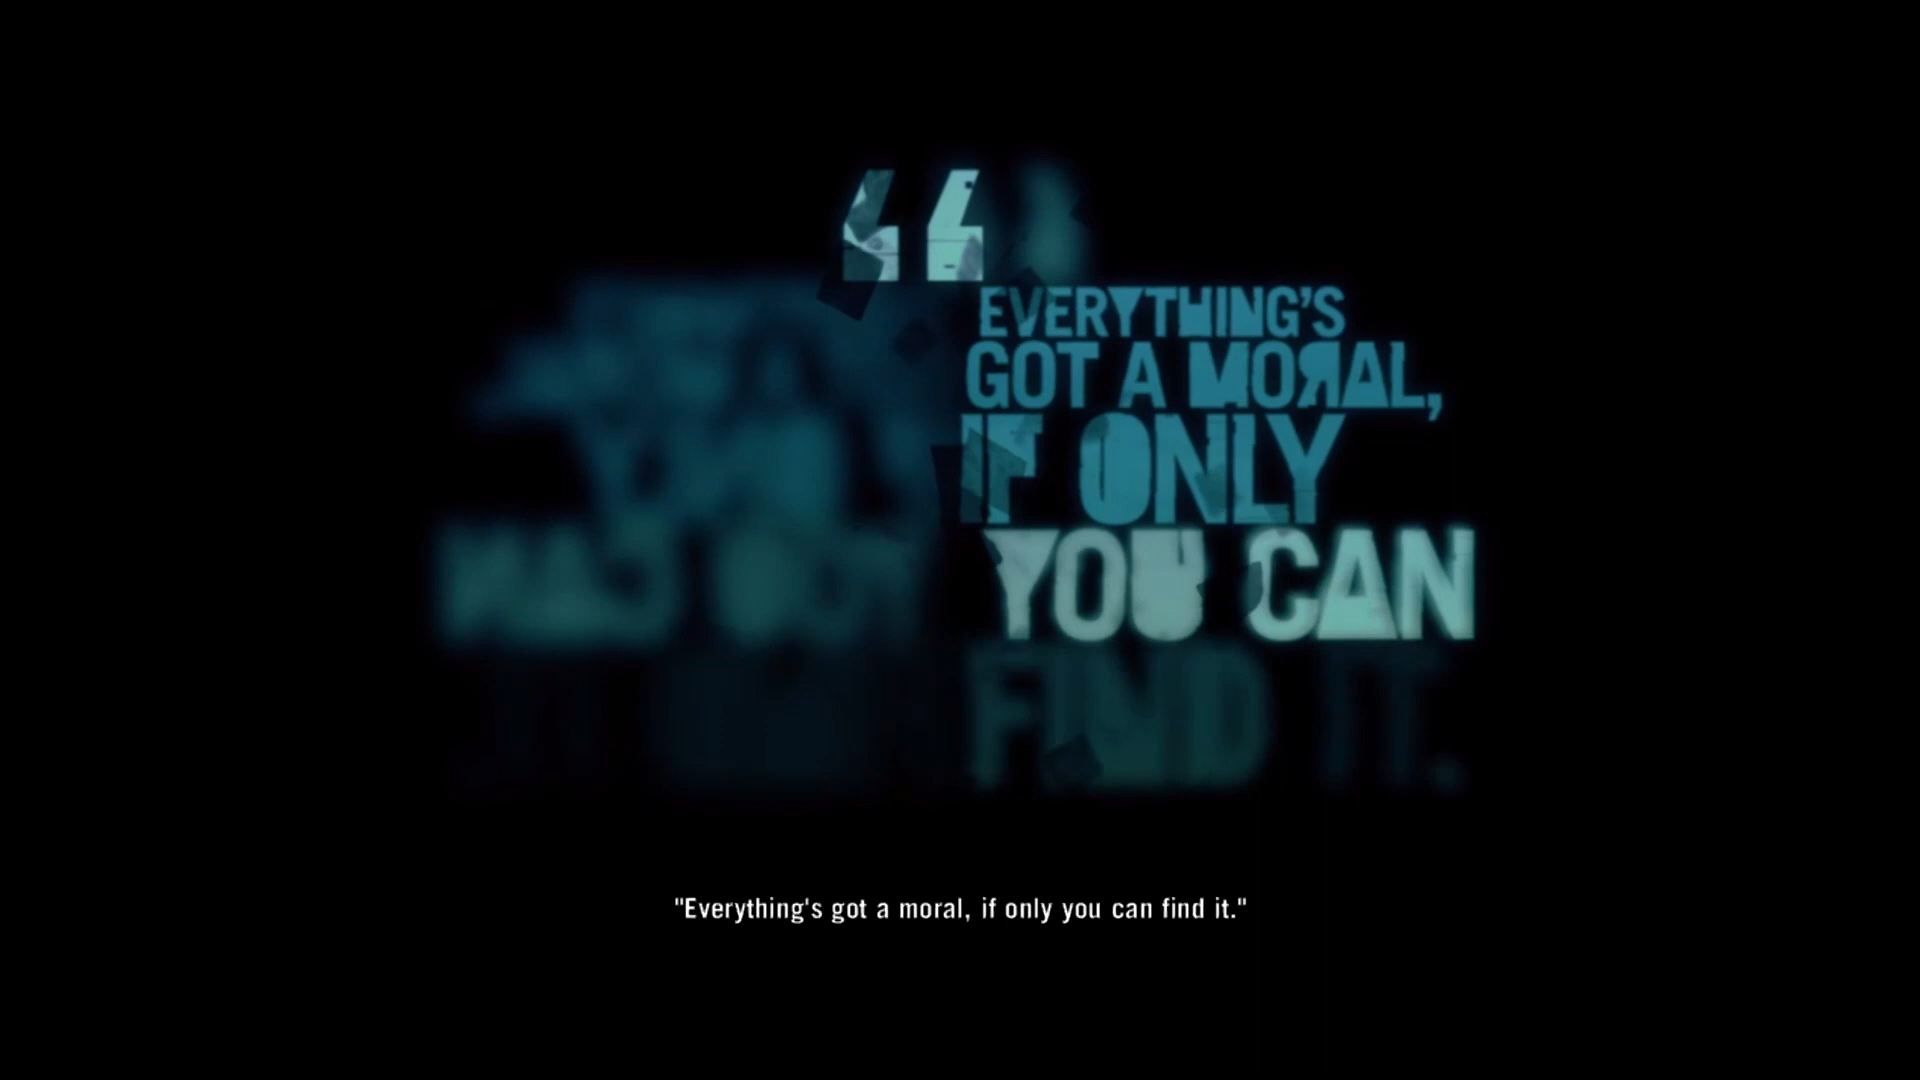 “
EVERYTHING'S
GOT A MORAL,
IF ONLY
YOU CAN
FIND IT.
"Everything's got a moral, if only you can find it."